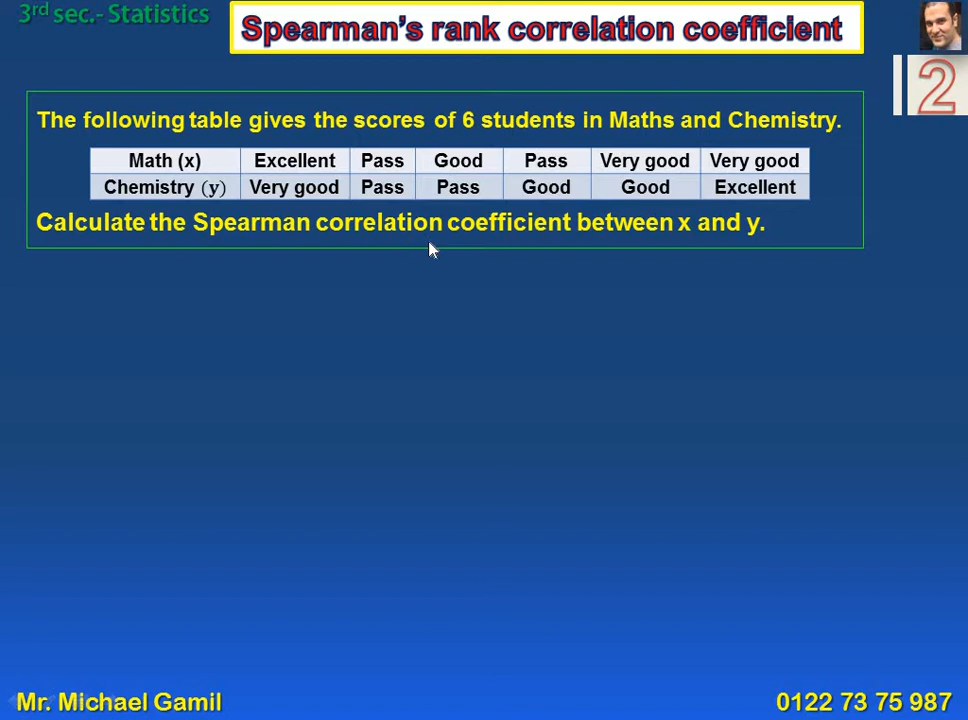 3rd sec.- Statistics
Spearman's rank correlation coefficient
2
The following table gives the scores of 6 students in Maths and Chemistry.
Math (x) Excellent Pass Good Pass Very good Very good
Chemistry (y) Very good Pass Pass Good Good Excellent
Calculate the Spearman correlation coefficient between x and y.
Mr. Michael Gamil 0122 73 75 987